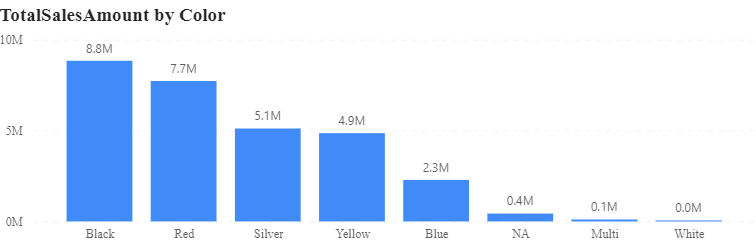 TotalSalesAmount by Color
10M
8.8M
7.7M
5.1M
4.9M
5M
2.3M
0.4M
0.1M
0.0M
0M
Black Red Silver Yellow Blue NA Multi White